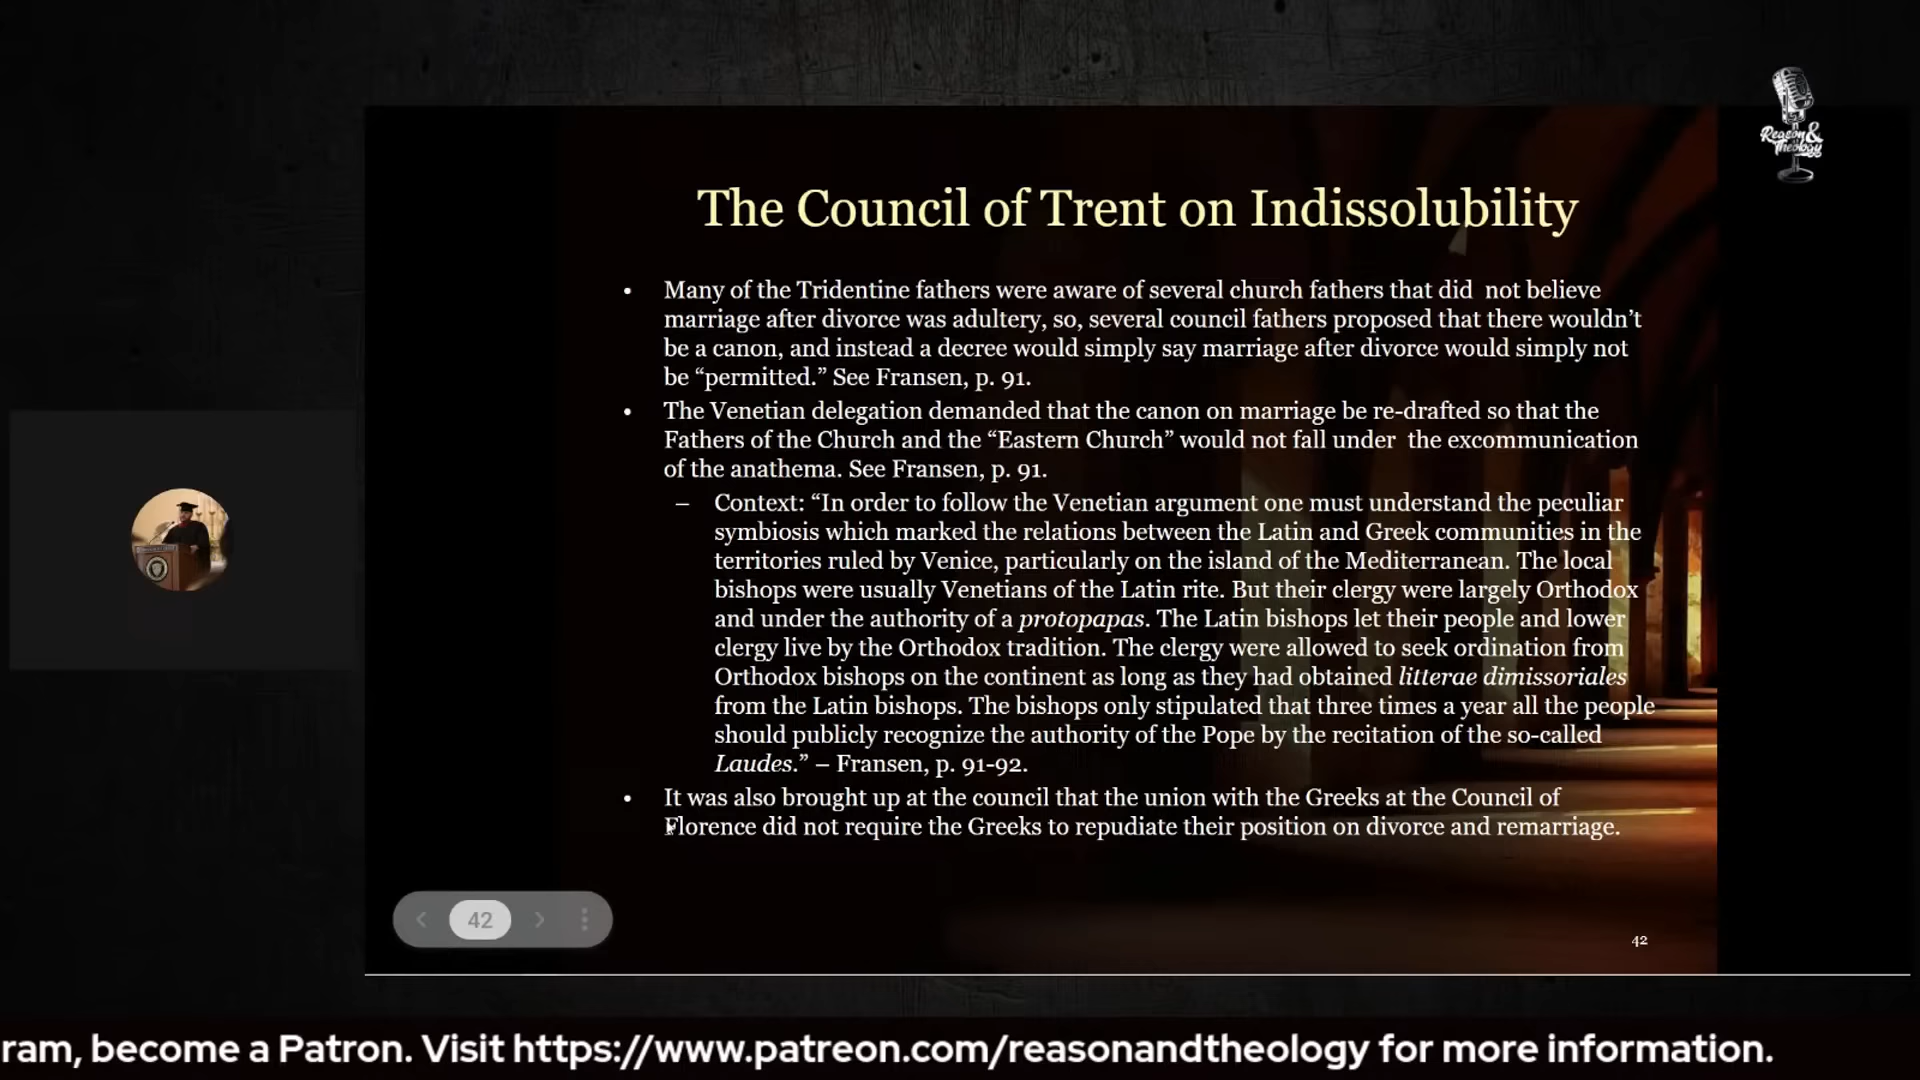 Reason &
Theology
The Council of Trent on Indissolubility
• Many of the Tridentine fathers were aware of several church fathers that did not believe
marriage after divorce was adultery, so, several council fathers proposed that there wouldn’t
be a canon, and instead a decree would simply say marriage after divorce would simply not
be “permitted.” See Fransen, p. 91.
• The Venetian delegation demanded that the canon on marriage be re-drafted so that the
Fathers of the Church and the “Eastern Church” would not fall under the excommunication
of the anathema. See Fransen, p. 91.
– Context: “In order to follow the Venetian argument one must understand the peculiar
symbiosis which marked the relations between the Latin and Greek communities in the
territories ruled by Venice, particularly on the island of the Mediterranean. The local
bishops were usually Venetians of the Latin rite. But their clergy were largely Orthodox
and under the authority of a protopapas. The Latin bishops let their people and lower
clergy live by the Orthodox tradition. The clergy were allowed to seek ordination from
Orthodox bishops on the continent as long as they had obtained litterae dimissoriales
from the Latin bishops. The bishops only stipulated that three times a year all the people
should publicly recognize the authority of the Pope by the recitation of the so-called
Laudes.” – Fransen, p. 91-92.
• It was also brought up at the council that the union with the Greeks at the Council of
Florence did not require the Greeks to repudiate their position on divorce and remarriage.
42
42
ram, become a Patron. Visit https://www.patreon.com/reasonandtheology for more information.